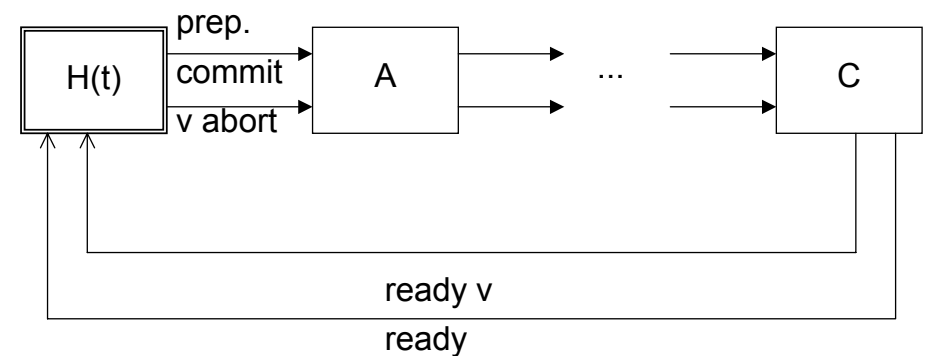 prep.
H(t)
commit
A
...
C
v abort
ready v
ready